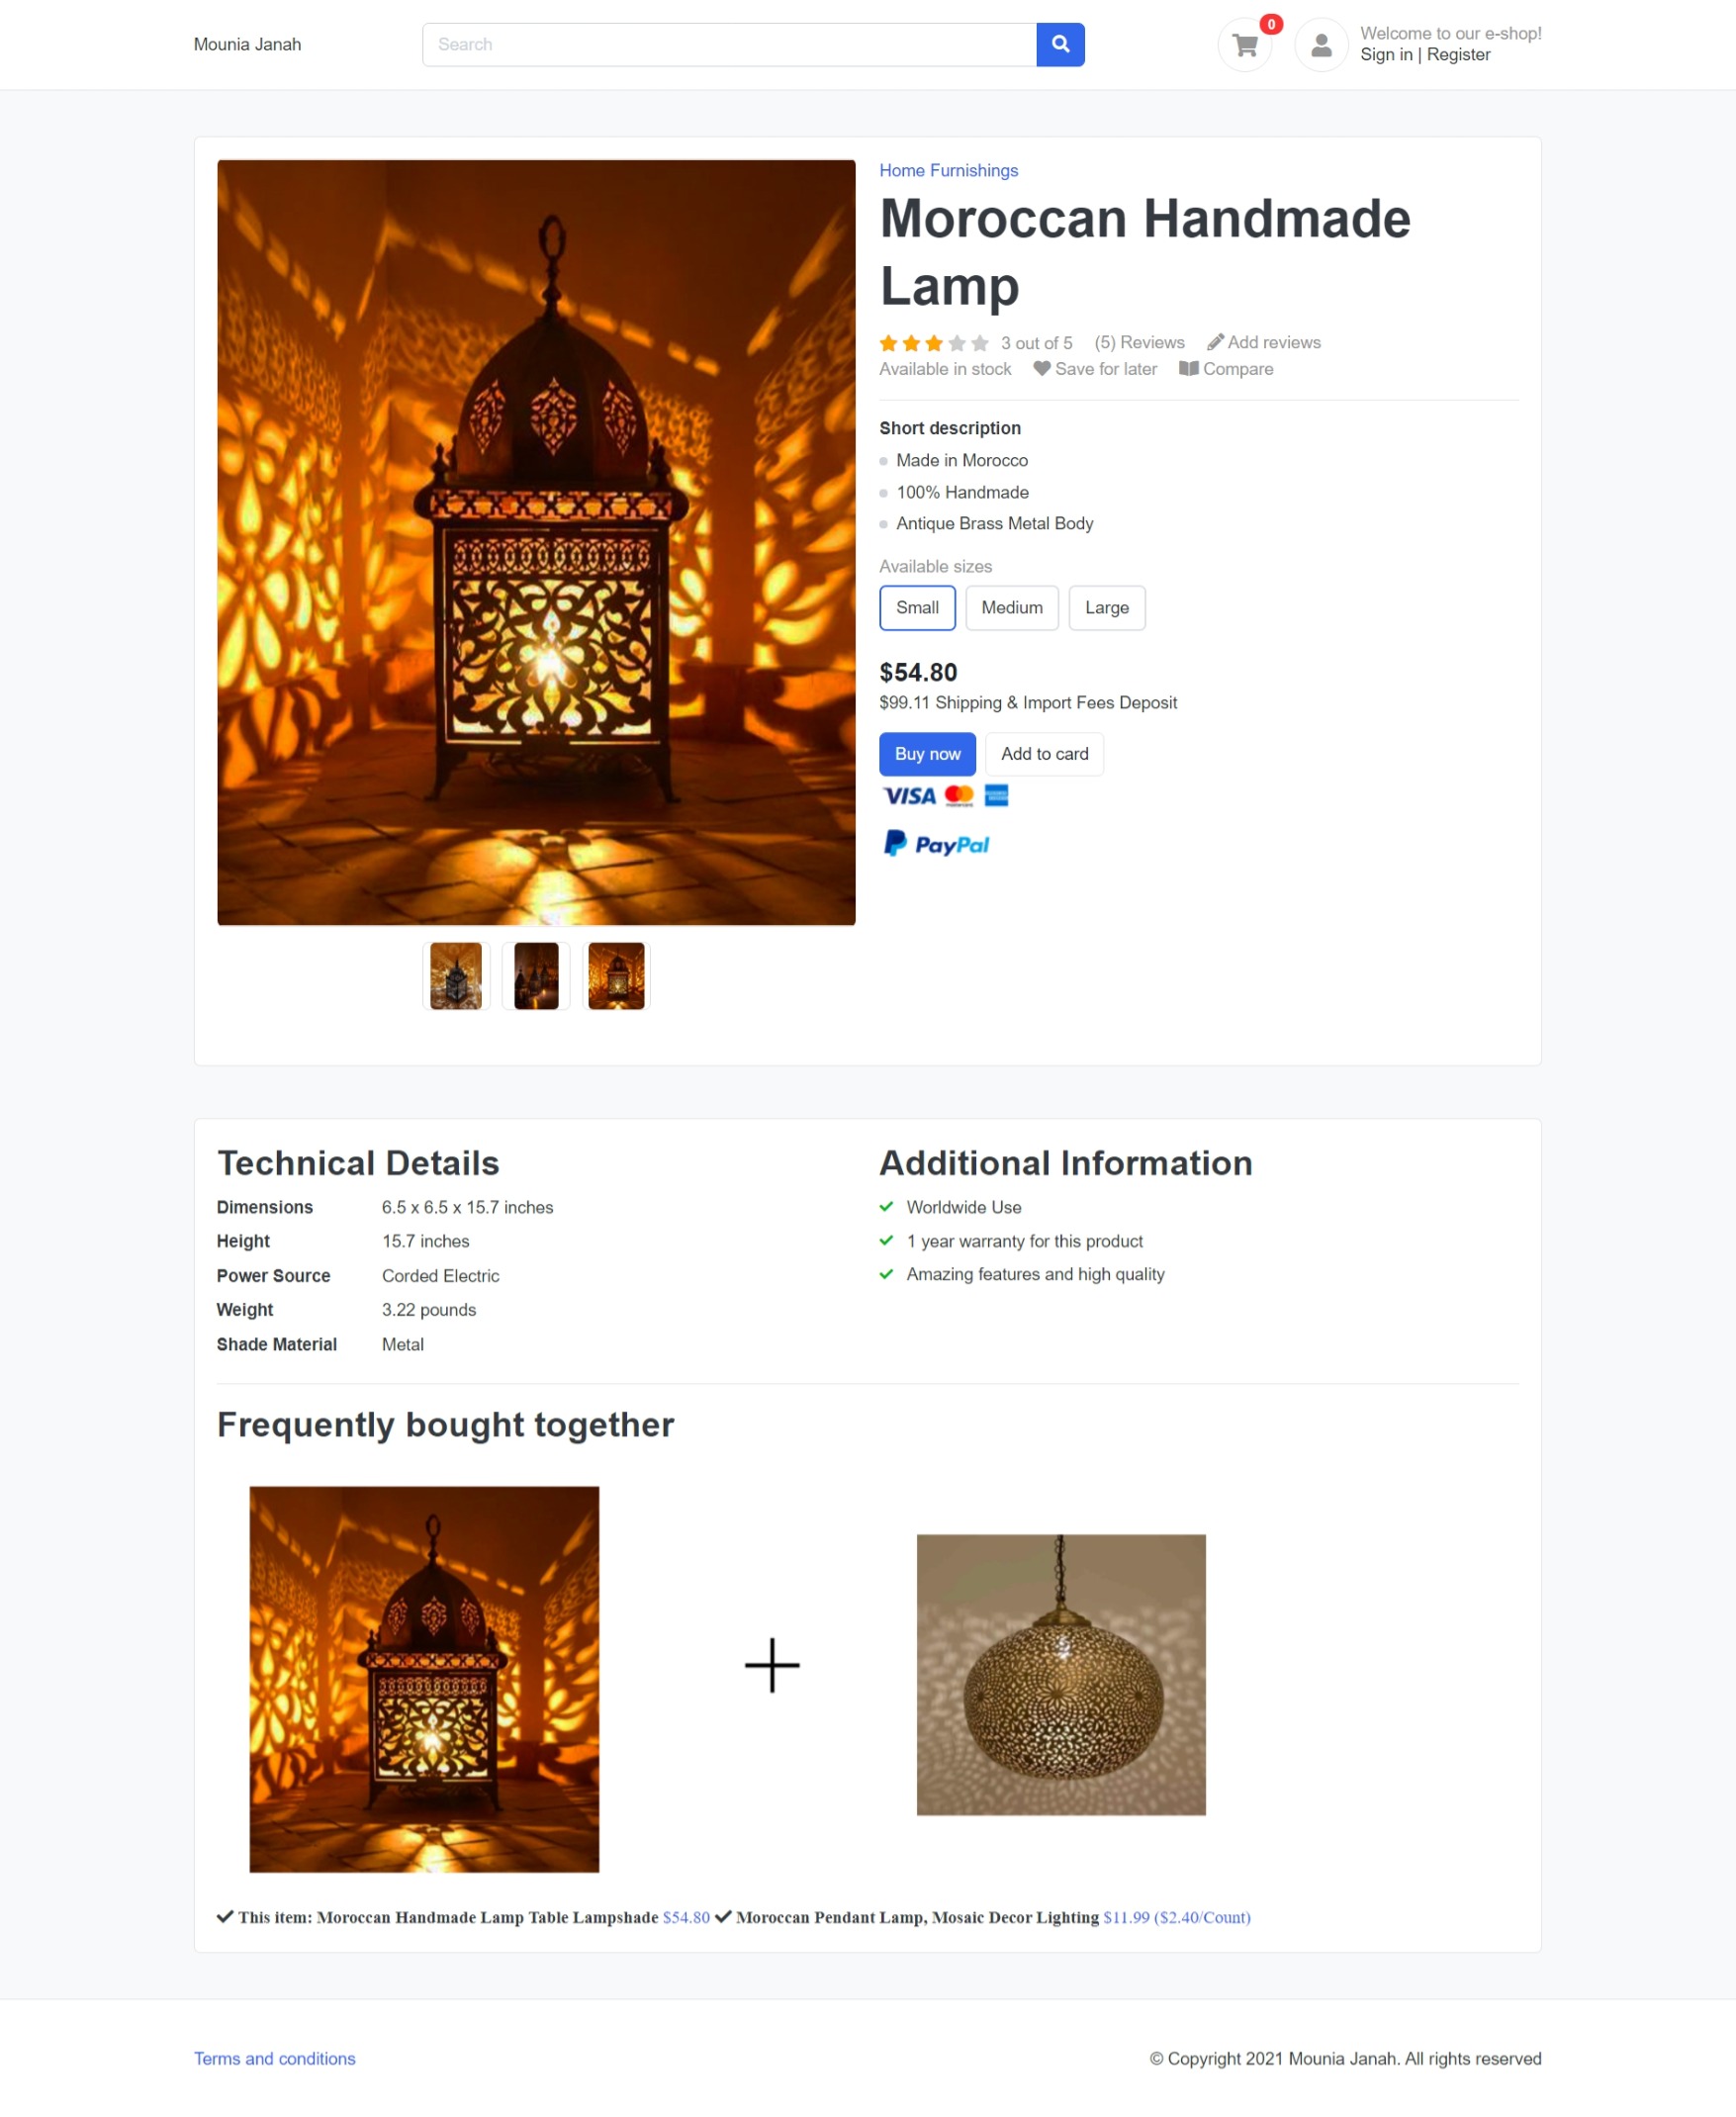 Mounia Janah
Search
0
Welcome to our e-shop!
Sign in | Register
Home Furnishings
Moroccan Handmade
Lamp
3 out of 5 (5) Reviews Add reviews
Available in stock Save for later Compare
Short description
Made in Morocco
100% Handmade
Antique Brass Metal Body
Available sizes
Small Medium Large
$54.80
$99.11 Shipping & Import Fees Deposit
Buy now Add to card
VISA mastercard
PayPal
Technical Details
Dimensions 6.5 x 6.5 x 15.7 inches
Height 15.7 inches
Power Source Corded Electric
Weight 3.22 pounds
Shade Material Metal
Additional Information
Worldwide Use
1 year warranty for this product
Amazing features and high quality
Frequently bought together
This item: Moroccan Handmade Lamp Table Lampshade $54.80 Moroccan Pendant Lamp, Mosaic Decor Lighting $11.99 ($2.40/Count)
Terms and conditions
© Copyright 2021 Mounia Janah. All rights reserved